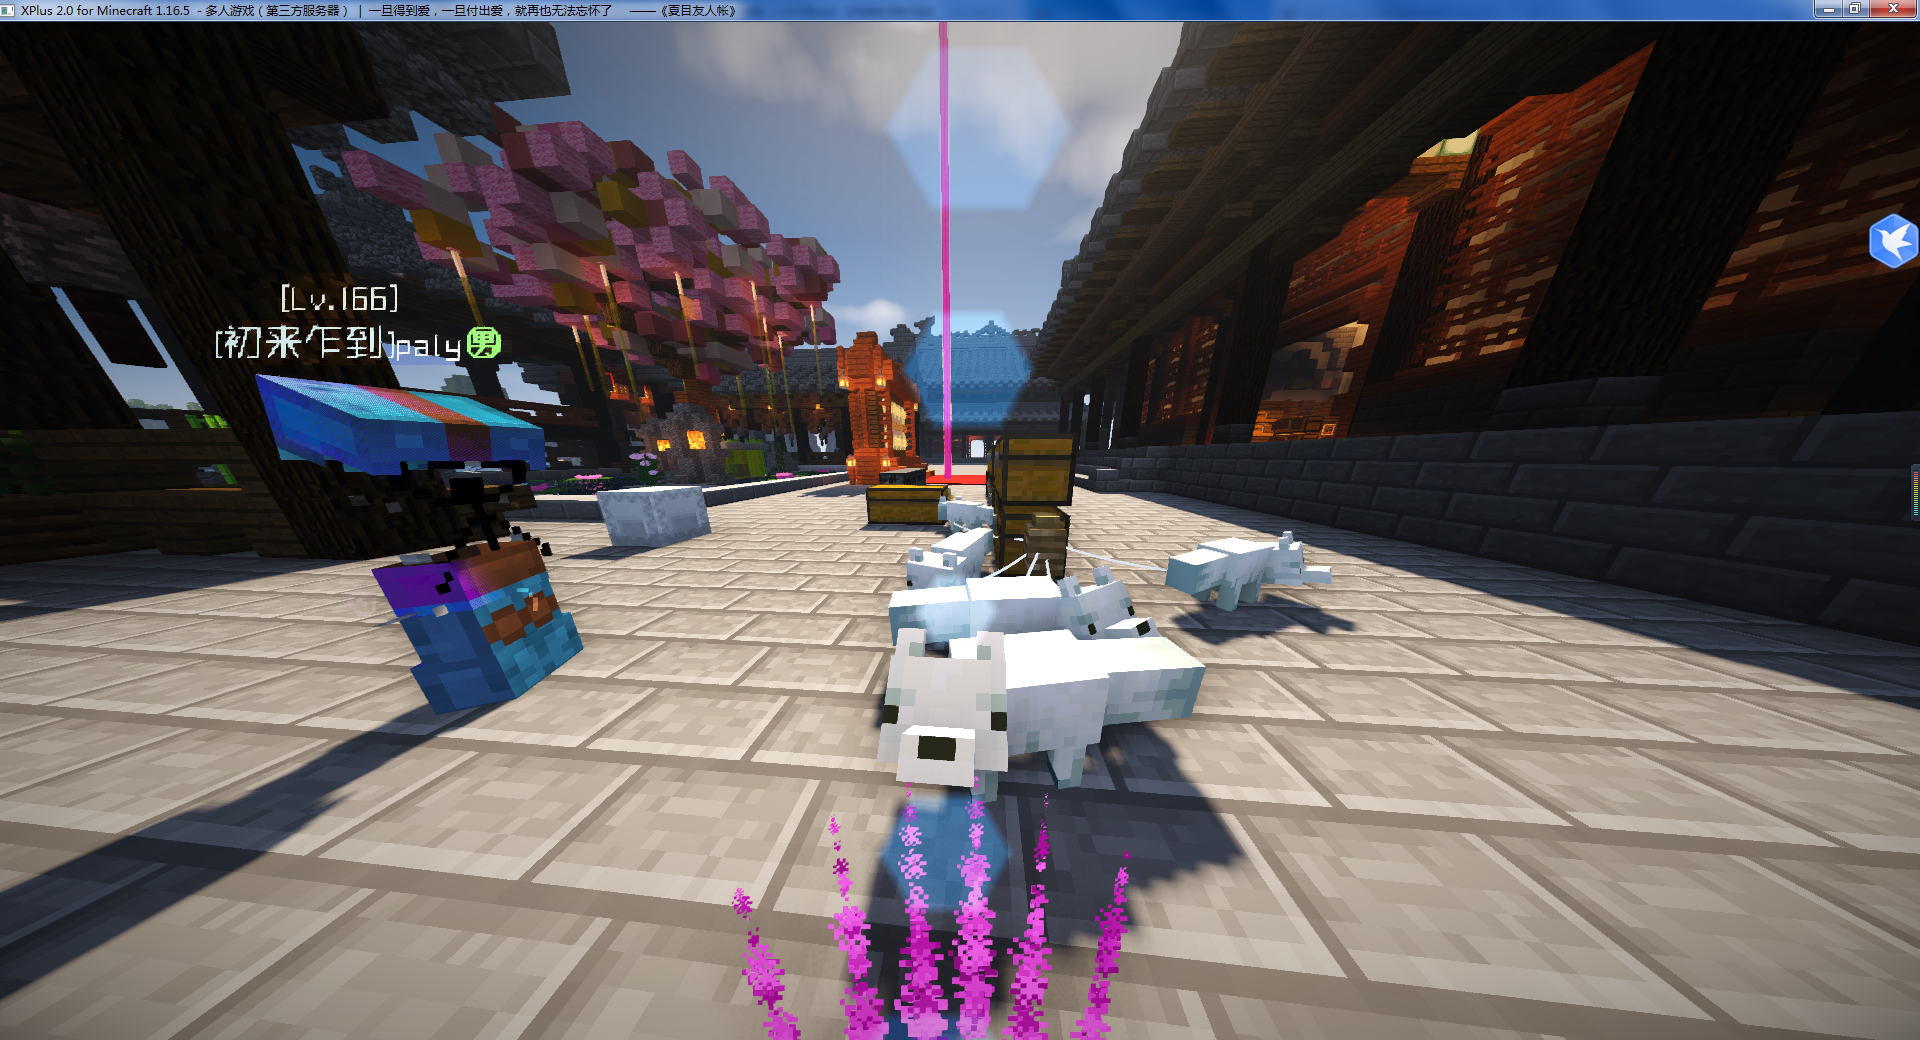 XPlus 2.0 for Minecraft 1.16.5 - 多人游戏（第三方服务器） | 一旦得到爱，一旦付出爱，就再也无法忘怀了 ——《夏目友人帐》
[Lv.166]
[初来乍到]paly男